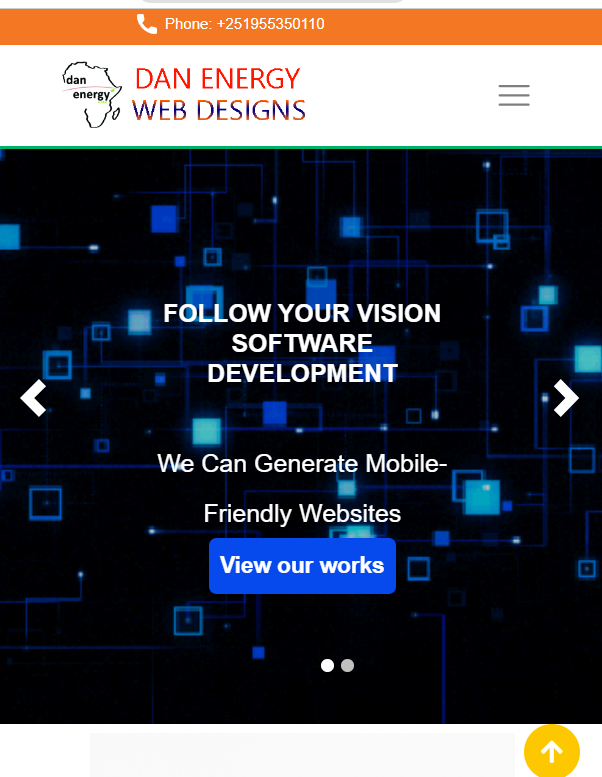 Phone: +251955350110
dan
energy
DAN ENERGY
WEB DESIGNS
FOLLOW YOUR VISION
SOFTWARE
DEVELOPMENT
We Can Generate Mobile-
Friendly Websites
View our works